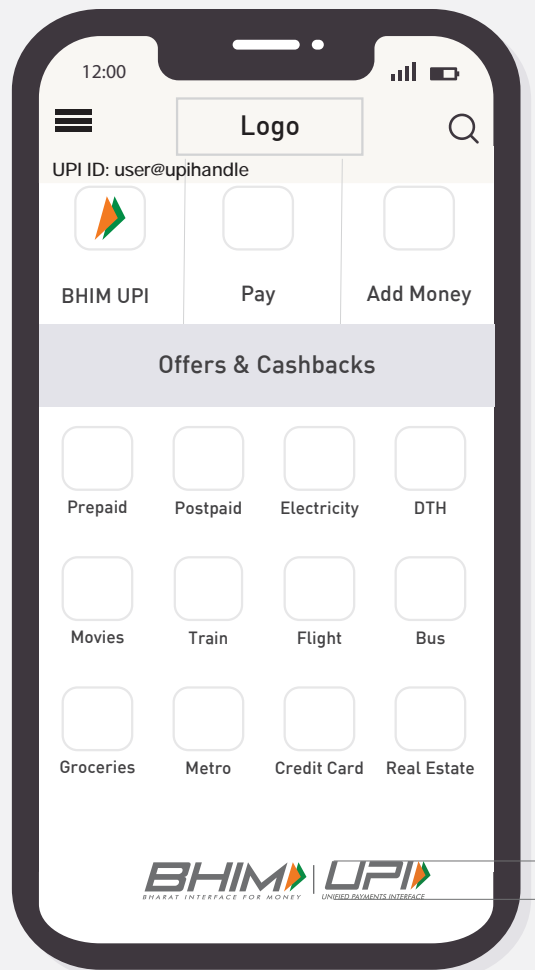 12:00
Logo
UPI ID: user@upihandle
BHIM UPI Pay Add Money
Offers & Cashbacks
Prepaid Postpaid Electricity DTH
Movies Train Flight Bus
Groceries Metro Credit Card Real Estate
BHIM UPI
BHARAT INTERFACE FOR MONEY UNIFIED PAYMENTS INTERFACE